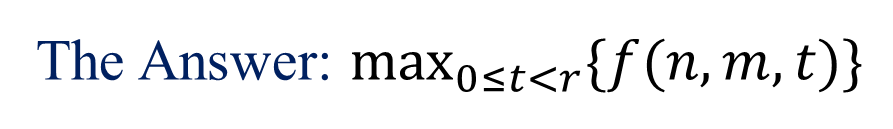 The Answer: max₀≤t<r{f(n, m, t)}